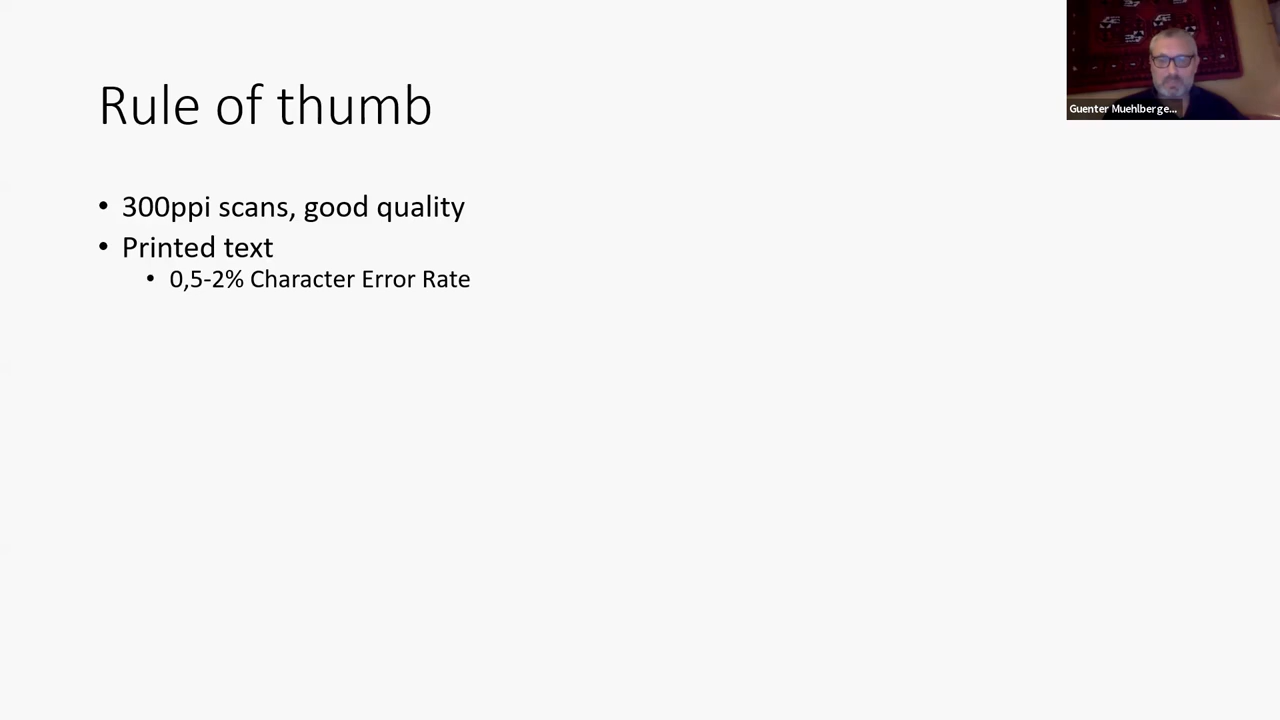 Rule of thumb
• 300ppi scans, good quality
• Printed text
• 0,5-2% Character Error Rate
Guenter Muehlberge...